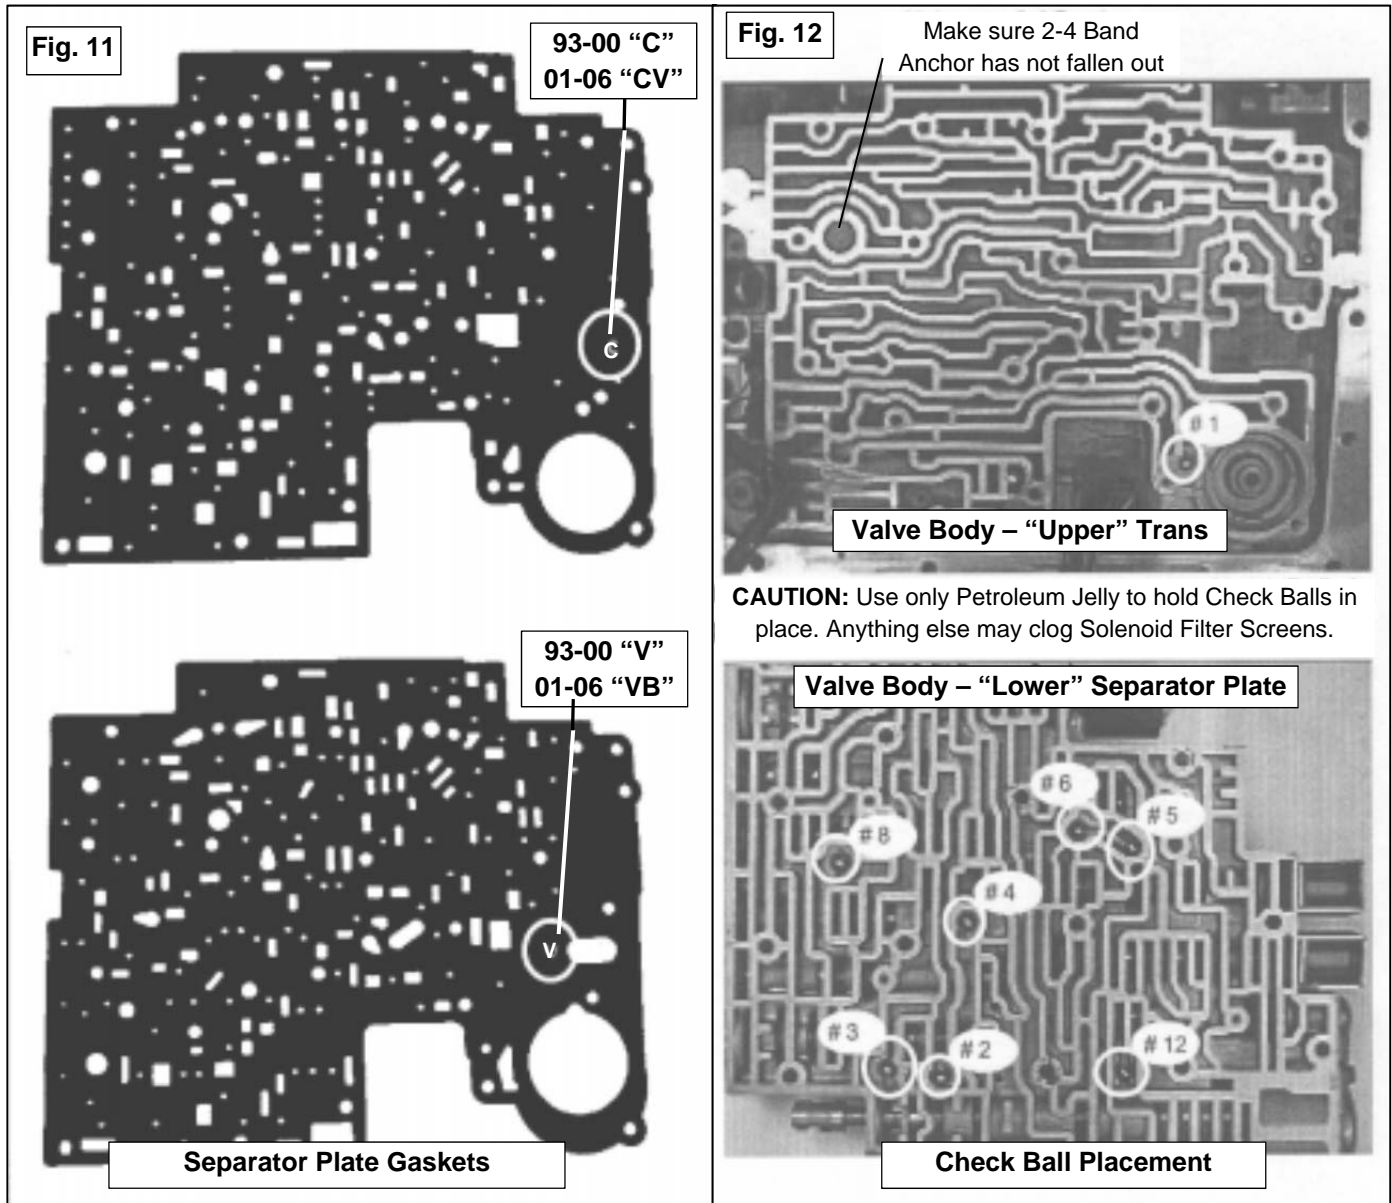 Fig. 11
93-00 “C”
01-06 “CV”
C
93-00 “V”
01-06 “VB”
V
Separator Plate Gaskets
Fig. 12
Make sure 2-4 Band
Anchor has not fallen out
# 1
Valve Body – “Upper” Trans
CAUTION: Use only Petroleum Jelly to hold Check Balls in
place. Anything else may clog Solenoid Filter Screens.
Valve Body – “Lower” Separator Plate
# 6
# 5
# 8
# 4
# 3
# 2
# 12
Check Ball Placement